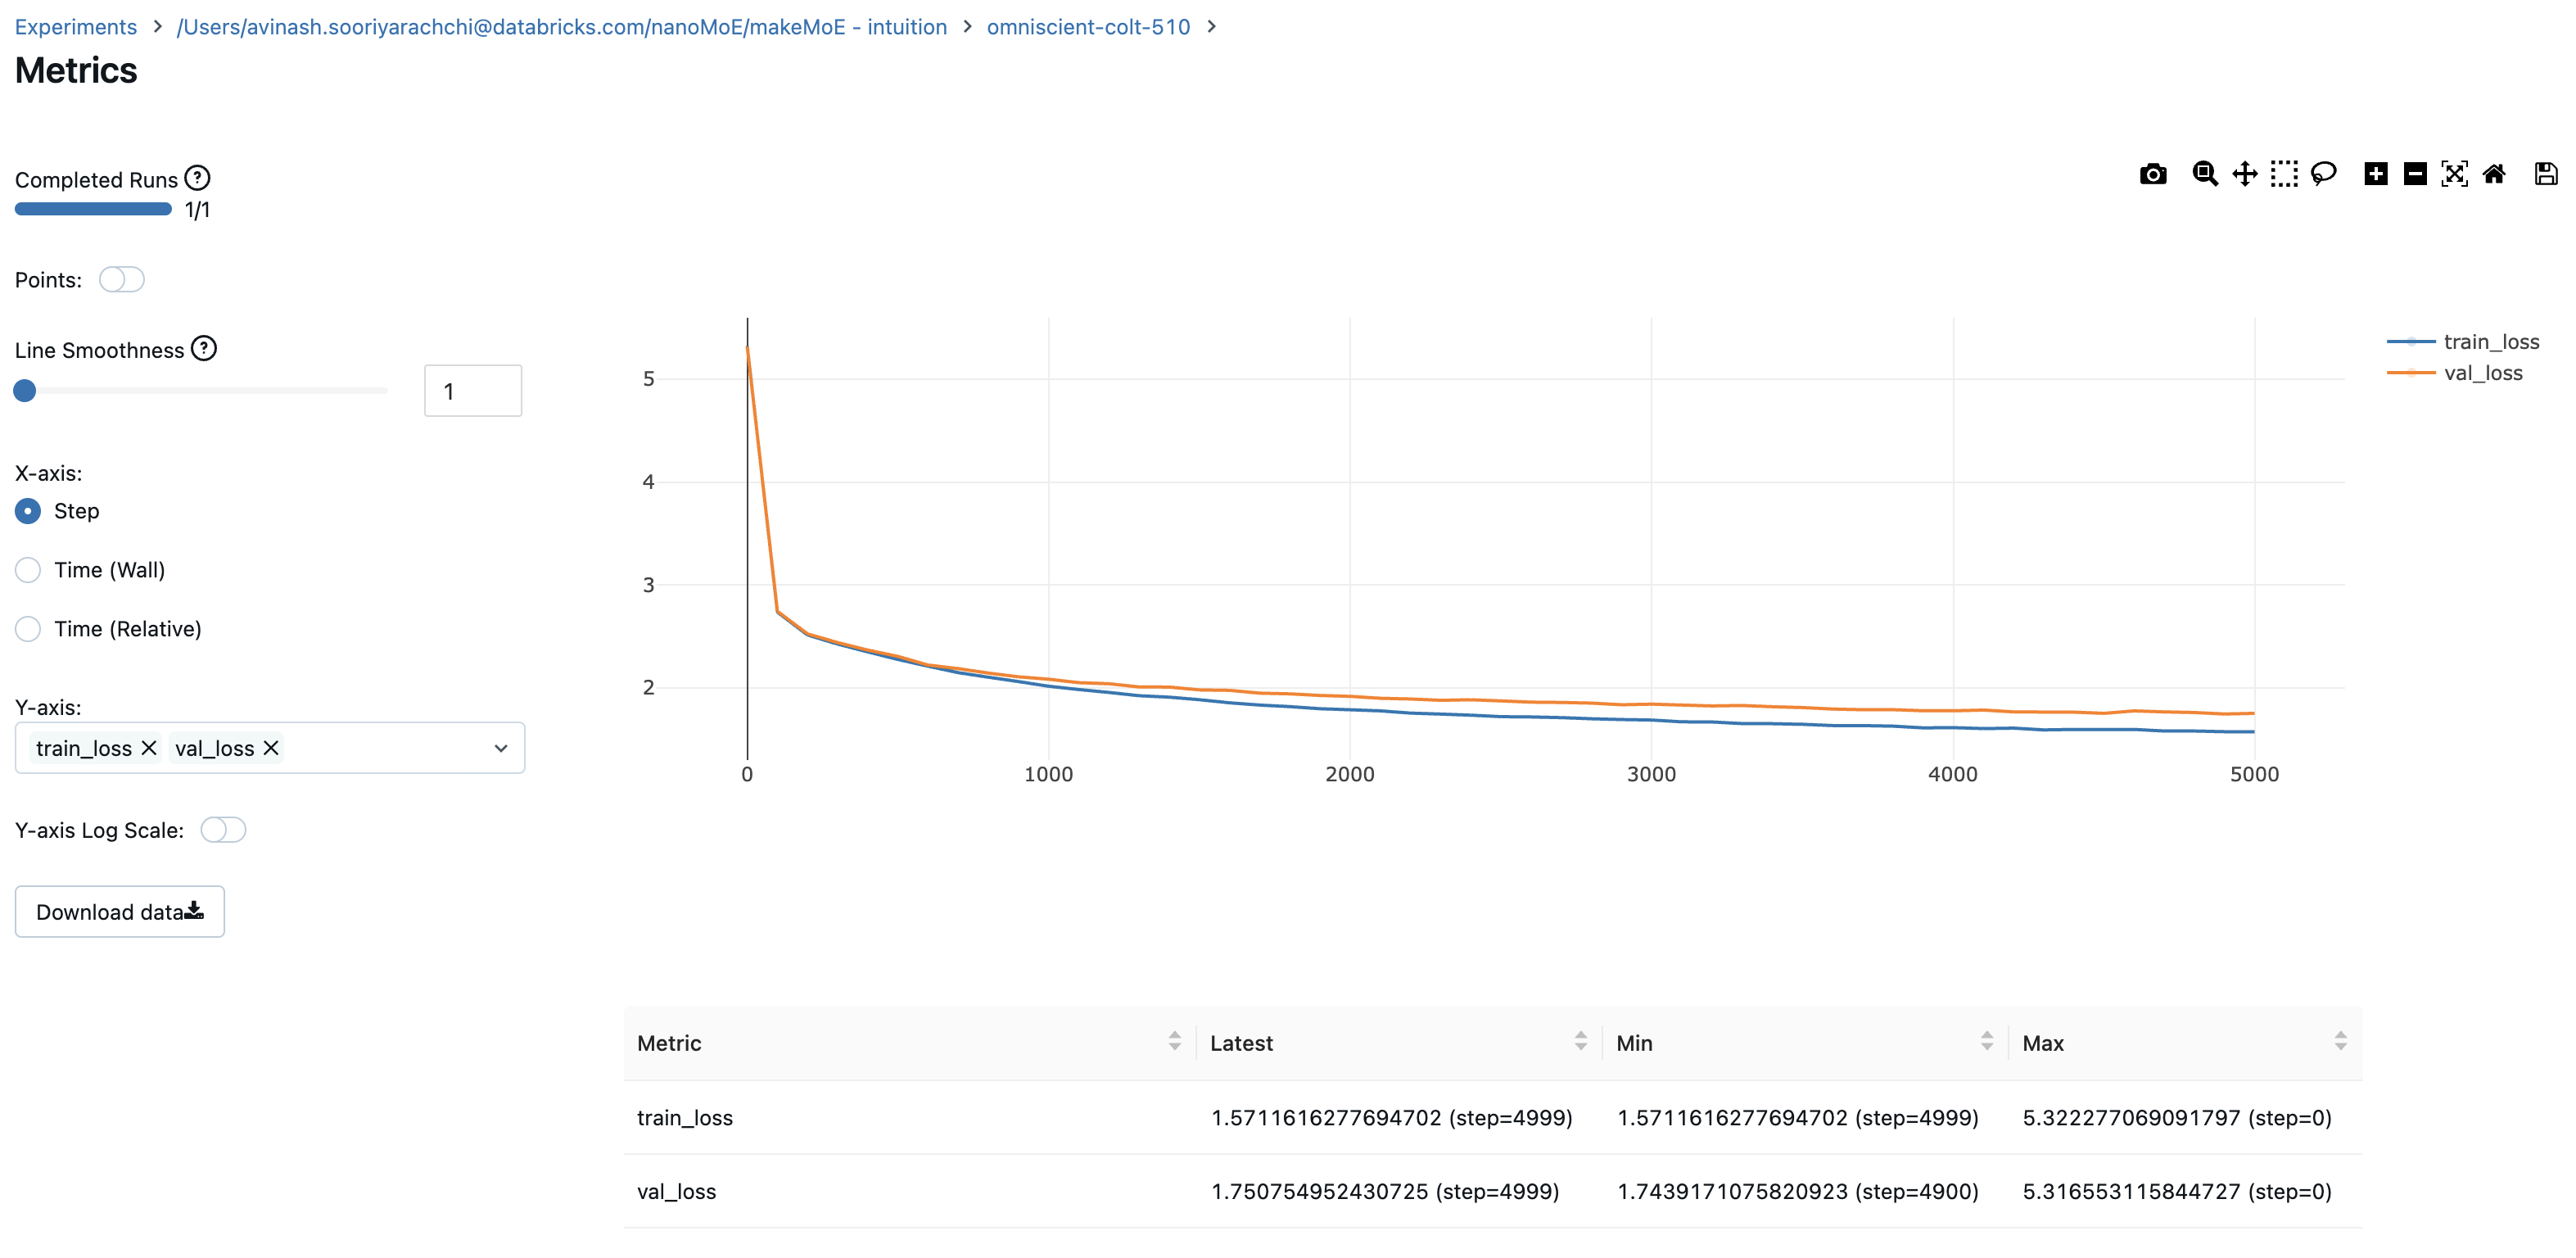 Experiments > /Users/avinash.sooriyarachchi@databricks.com/nanoMoE/makeMoE - intuition > omniscient-colt-510 >
Metrics
Completed Runs ?
1/1
Points:
Line Smoothness ?
1
X-axis:
Step
Time (Wall)
Time (Relative)
Y-axis:
train_loss × val_loss ×
Y-axis Log Scale:
Download data
5
4
3
2
0 1000 2000 3000 4000 5000
train_loss
val_loss
Metric Latest Min Max
train_loss 1.5711616277694702 (step=4999) 1.5711616277694702 (step=4999) 5.322277069091797 (step=0)
val_loss 1.750754952430725 (step=4999) 1.7439171075820923 (step=4900) 5.316553115844727 (step=0)